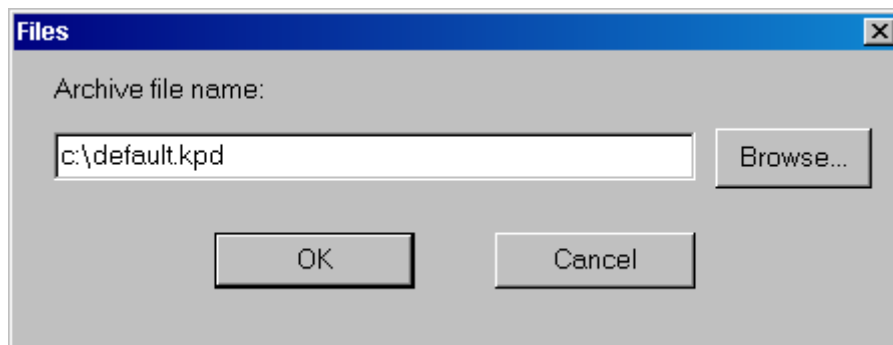 Files
Archive file name:
c:\default.kpd
Browse...
OK
Cancel